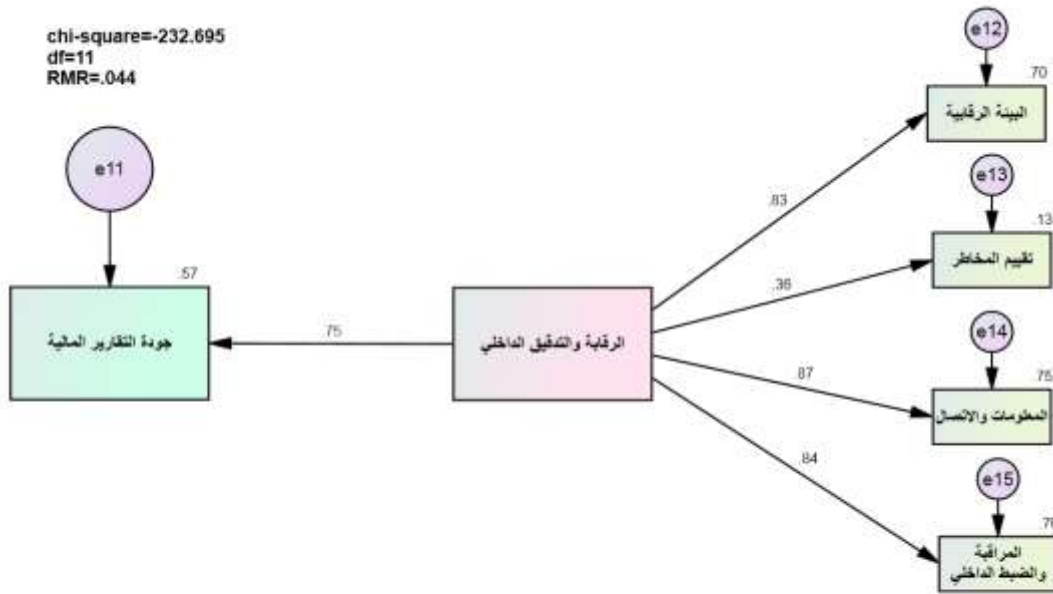 chi-square=-232.695
df=11
RMR=.044
e11
.57
جودة التقارير المالية
.75
الرقابة والتدقيق الداخلي
.83
.36
.87
.84
e12
.70
البيئة الرقابية
e13
.13
تقييم المخاطر
e14
.75
المعلومات والاتصال
e15
المراقبة
والضبط الداخلي